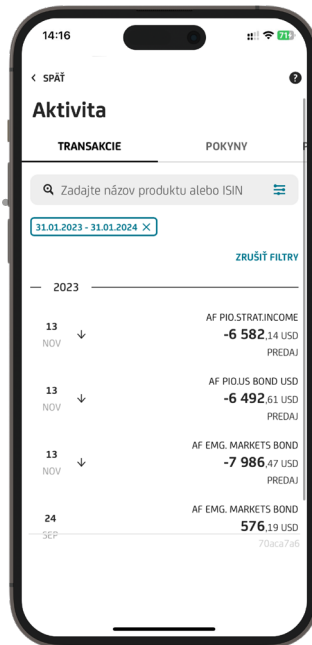 14:16
71
SPÄŤ
?
Aktivita
TRANSAKCIE
POKYNY
Zadajte názov produktu alebo ISIN
31.01.2023 - 31.01.2024
ZRUŠIŤ FILTRY
2023
AF PIO.STRAT.INCOME
13
NOV
-6 582,14 USD
PREDAJ
AF PIO.US BOND USD
13
NOV
-6 492,61 USD
PREDAJ
AF EMG. MARKETS BOND
13
NOV
-7 986,47 USD
PREDAJ
AF EMG. MARKETS BOND
24
SEP
576,19 USD
70aca7a6